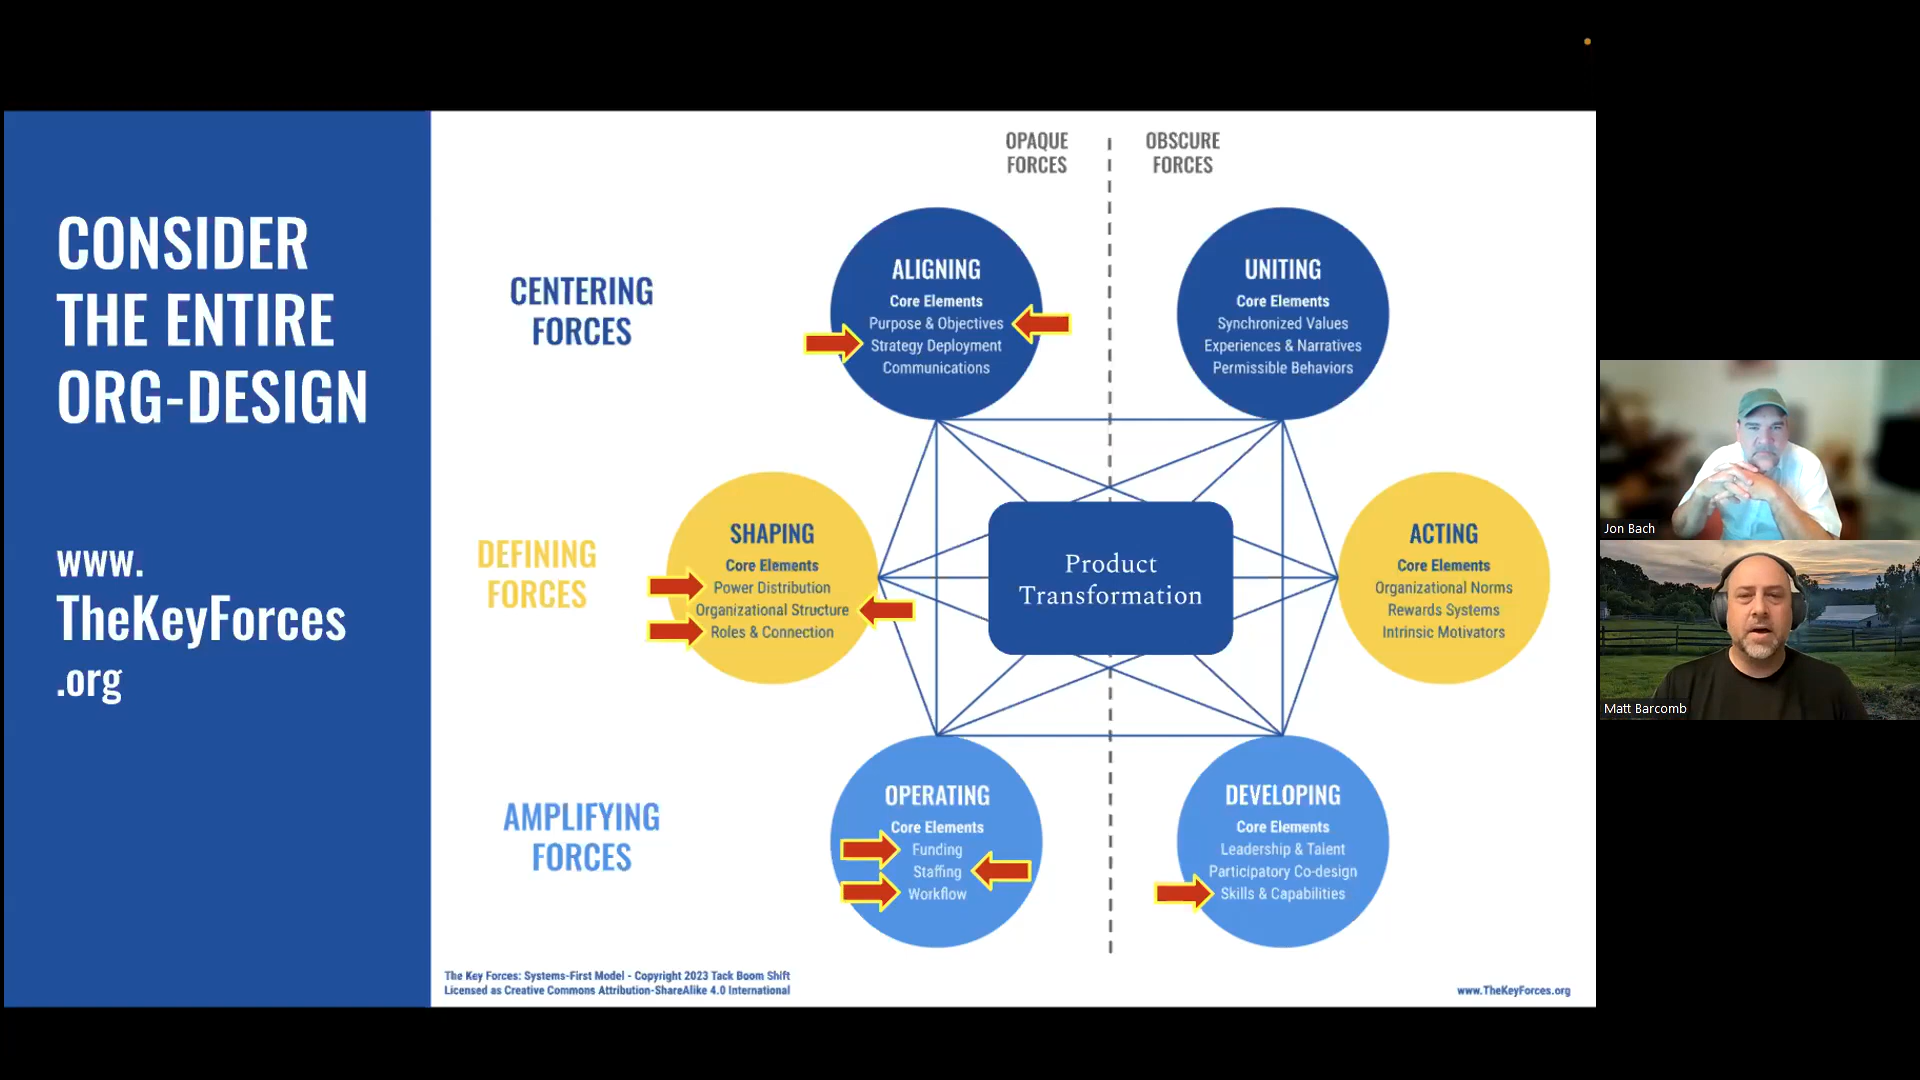 CONSIDER
THE ENTIRE
ORG-DESIGN
www.
TheKeyForces
.org
OPAQUE
FORCES
OBSCURE
FORCES
CENTERING
FORCES
ALIGNING
Core Elements
Purpose & Objectives
Strategy Deployment
Communications
UNITING
Core Elements
Synchronized Values
Experiences & Narratives
Permissible Behaviors
DEFINING
FORCES
SHAPING
Core Elements
Power Distribution
Organizational Structure
Roles & Connection
Product
Transformation
ACTING
Core Elements
Organizational Norms
Rewards Systems
Intrinsic Motivators
AMPLIFYING
FORCES
OPERATING
Core Elements
Funding
Staffing
Workflow
DEVELOPING
Core Elements
Leadership & Talent
Participatory Co-design
Skills & Capabilities
The Key Forces: Systems-First Model - Copyright 2023 Tack Boom Shift
Licensed as Creative Commons Attribution-ShareAlike 4.0 International
www.TheKeyForces.org
Jon Bach
Matt Barcomb